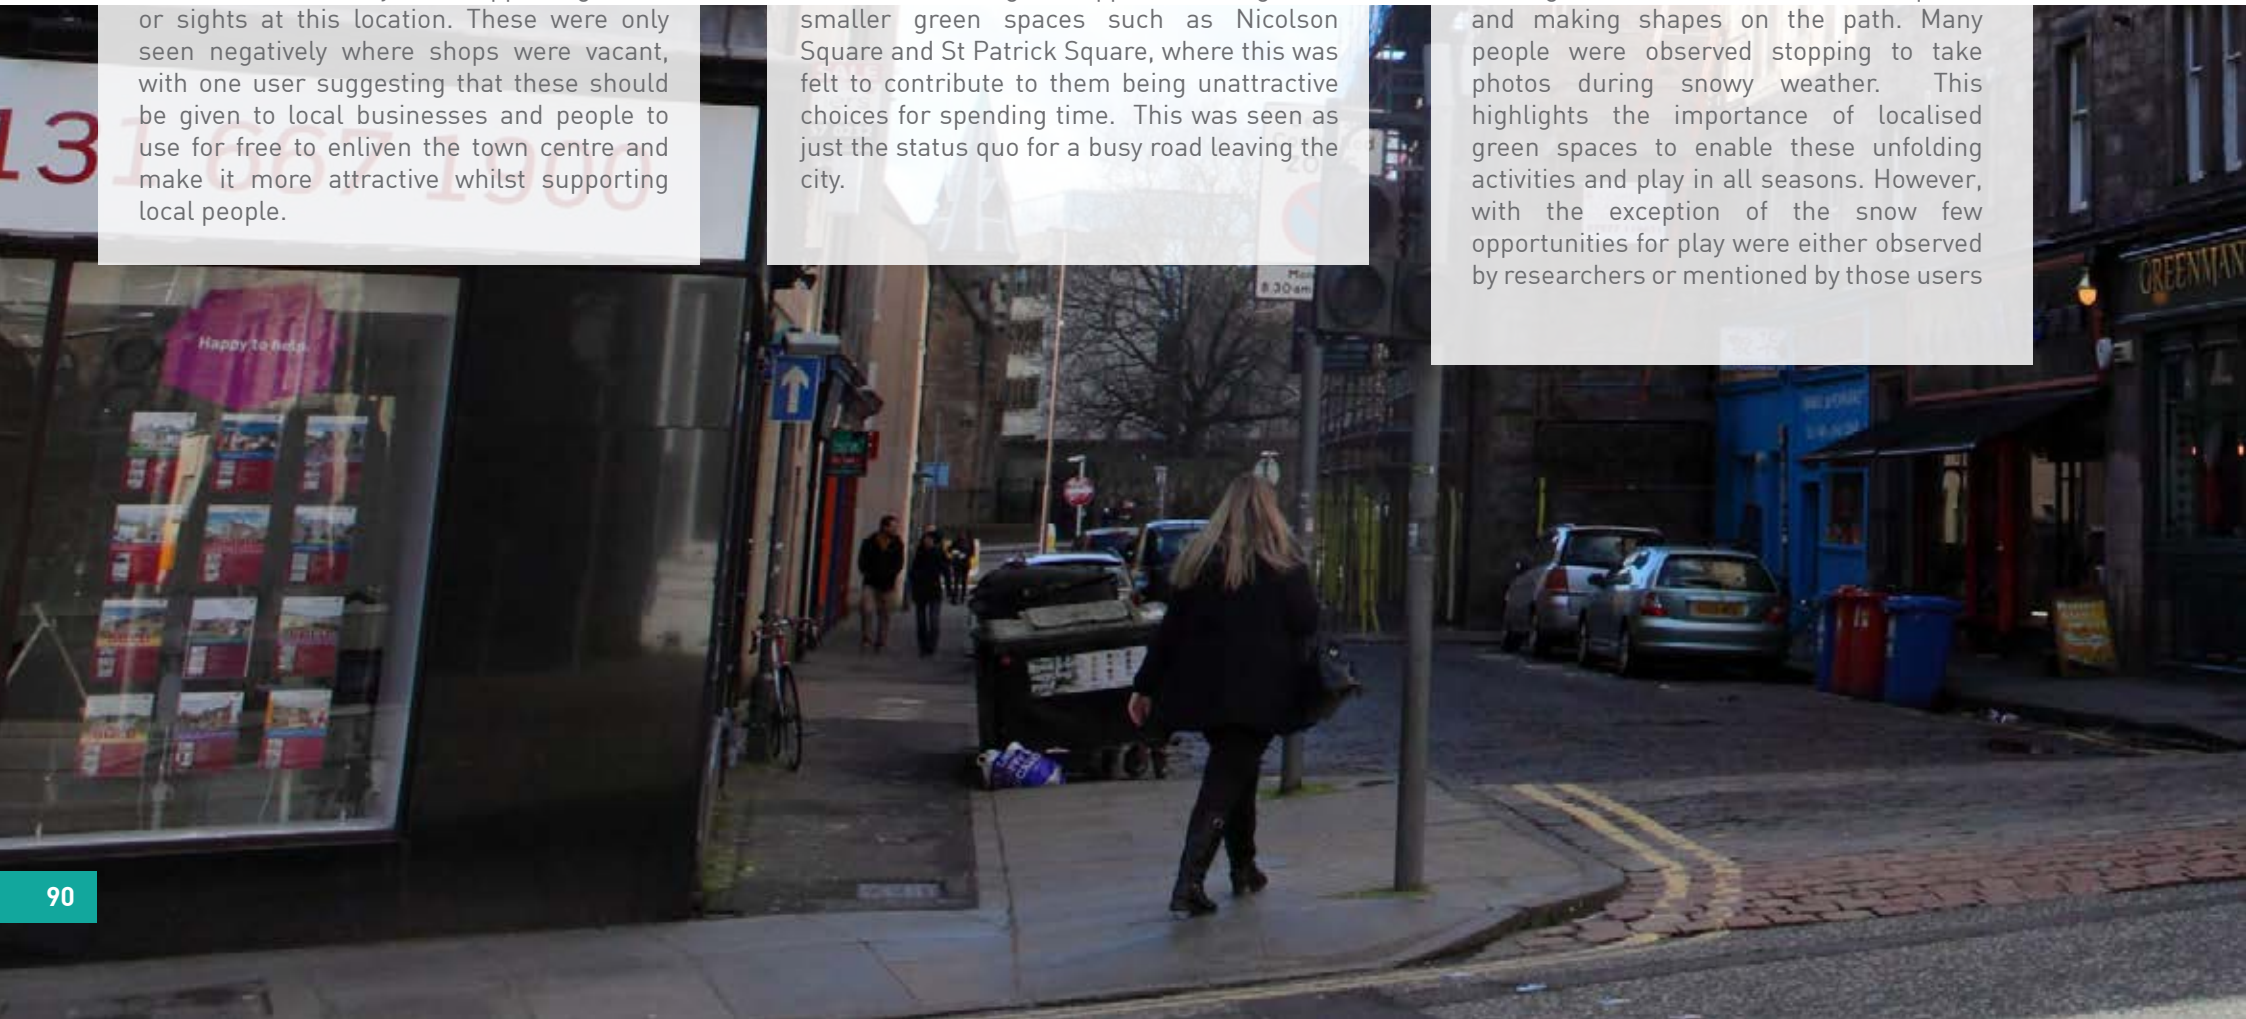 or sights at this location. These were only
seen negatively where shops were vacant,
with one user suggesting that these should
be given to local businesses and people to
use for free to enliven the town centre and
make it more attractive whilst supporting
local people.
smaller green spaces such as Nicolson
Square and St Patrick Square, where this was
felt to contribute to them being unattractive
choices for spending time. This was seen as
just the status quo for a busy road leaving the
city.
and making shapes on the path. Many
people were observed stopping to take
photos during snowy weather. This
highlights the importance of localised
green spaces to enable these unfolding
activities and play in all seasons. However,
with the exception of the snow few
opportunities for play were either observed
by researchers or mentioned by those users
131 667 1900
Happy to help.
8.30am
GREENMAN
90